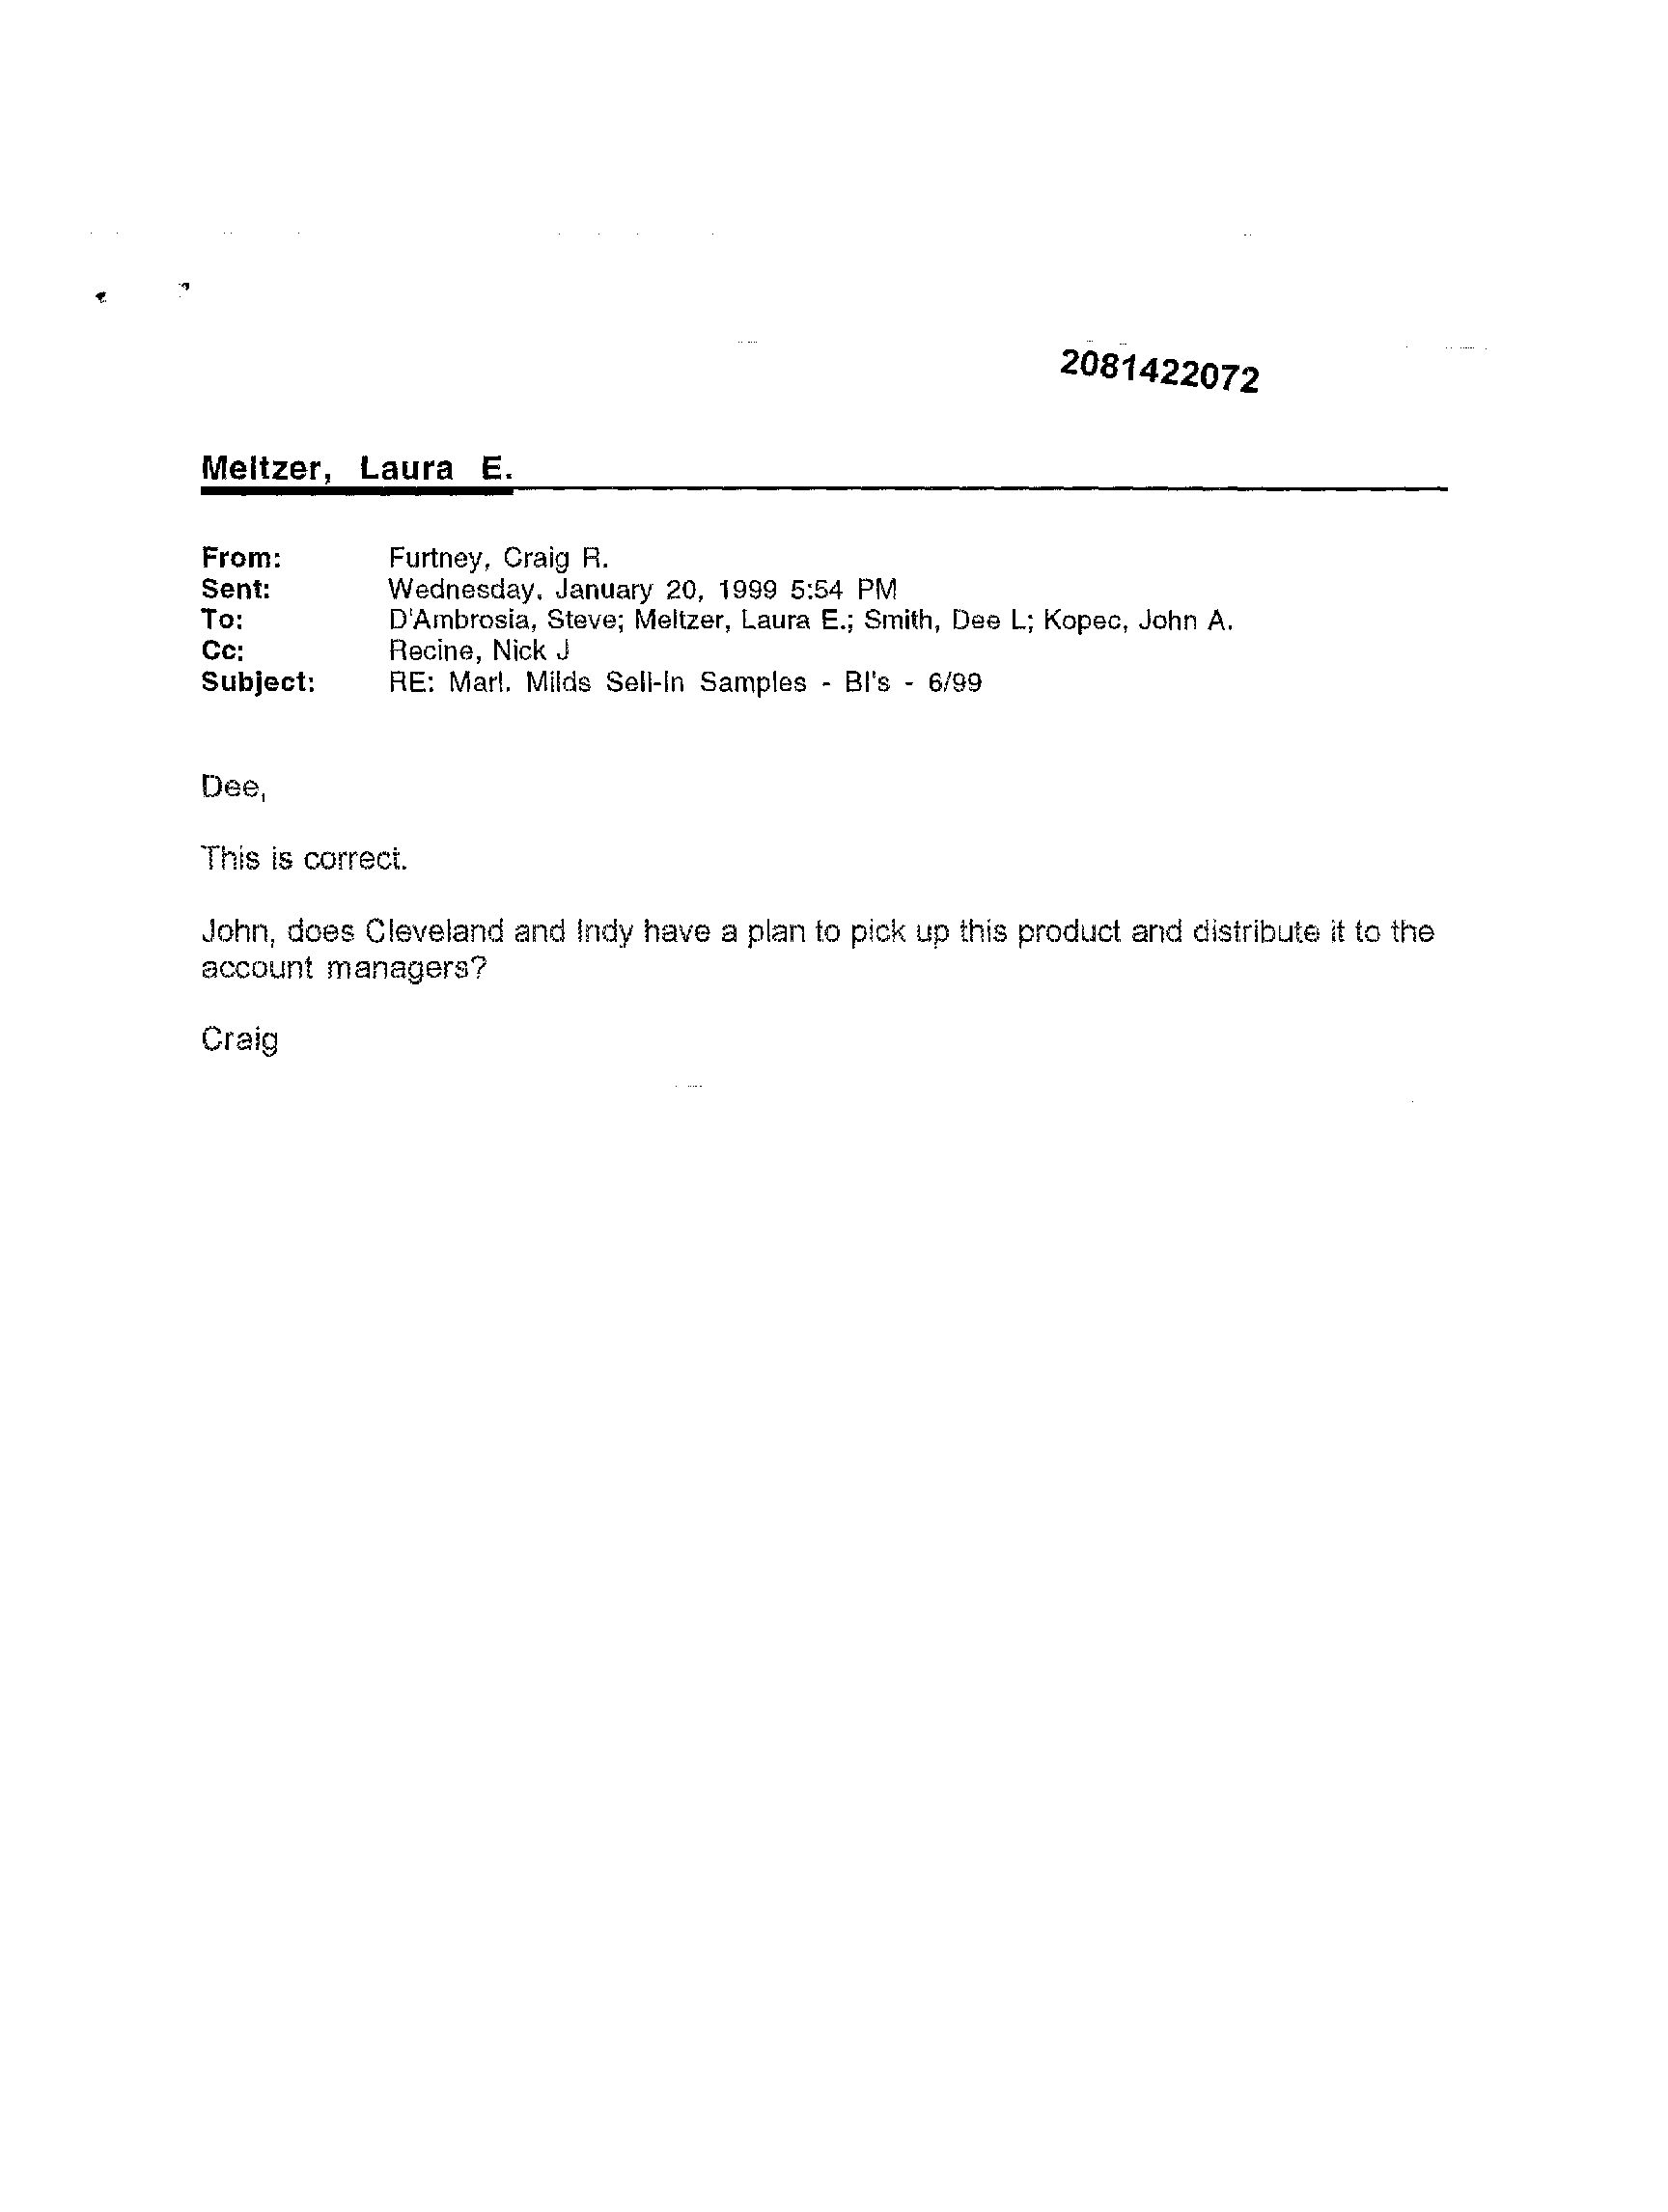 2081422072
Meltzer, Laura E.
From: Furtney, Craig R.
Sent: Wednesday, January 20, 1999 5:54 PM
To: D'Ambrosia, Steve; Meltzer, Laura E.; Smith, Dee L; Kopec, John A.
Cc: Recine, Nick J
Subject: RE: Marl. Milds Sell-In Samples - BI's - 6/99
Dee,
This is correct.
John, does Cleveland and Indy have a plan to pick up this product and distribute it to the
account managers?
Craig